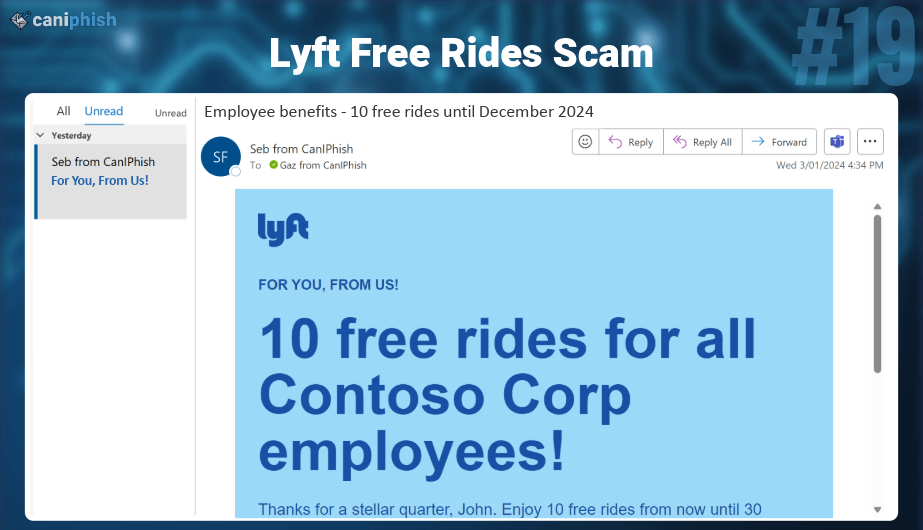 caniphish
#19
Lyft Free Rides Scam
All Unread Unread
Yesterday
Seb from CanIPhish
For You, From Us!
Employee benefits - 10 free rides until December 2024
SF
Seb from CanIPhish
To Gaz from CanIPhish
Reply Reply All Forward
Wed 3/01/2024 4:34 PM
lyft
FOR YOU, FROM US!
10 free rides for all
Contoso Corp
employees!
Thanks for a stellar quarter, John. Enjoy 10 free rides from now until 30